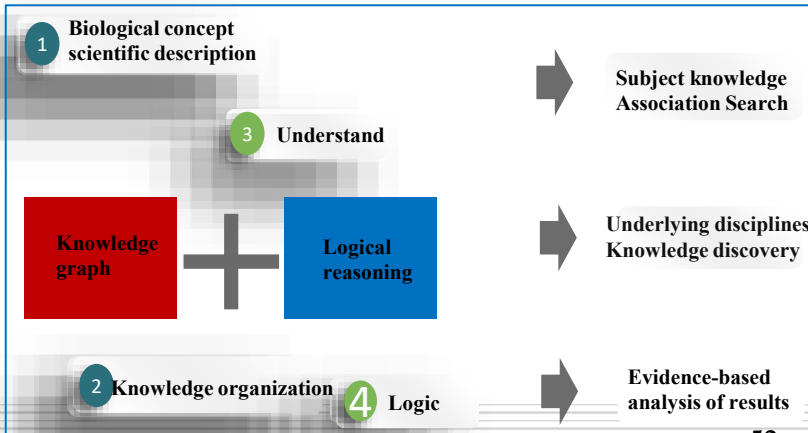 1
Biological concept
scientific description
Subject knowledge
Association Search
3
Understand
Knowledge
graph
Logical
reasoning
Underlying disciplines
Knowledge discovery
2
Knowledge organization
4
Logic
Evidence-based
analysis of results